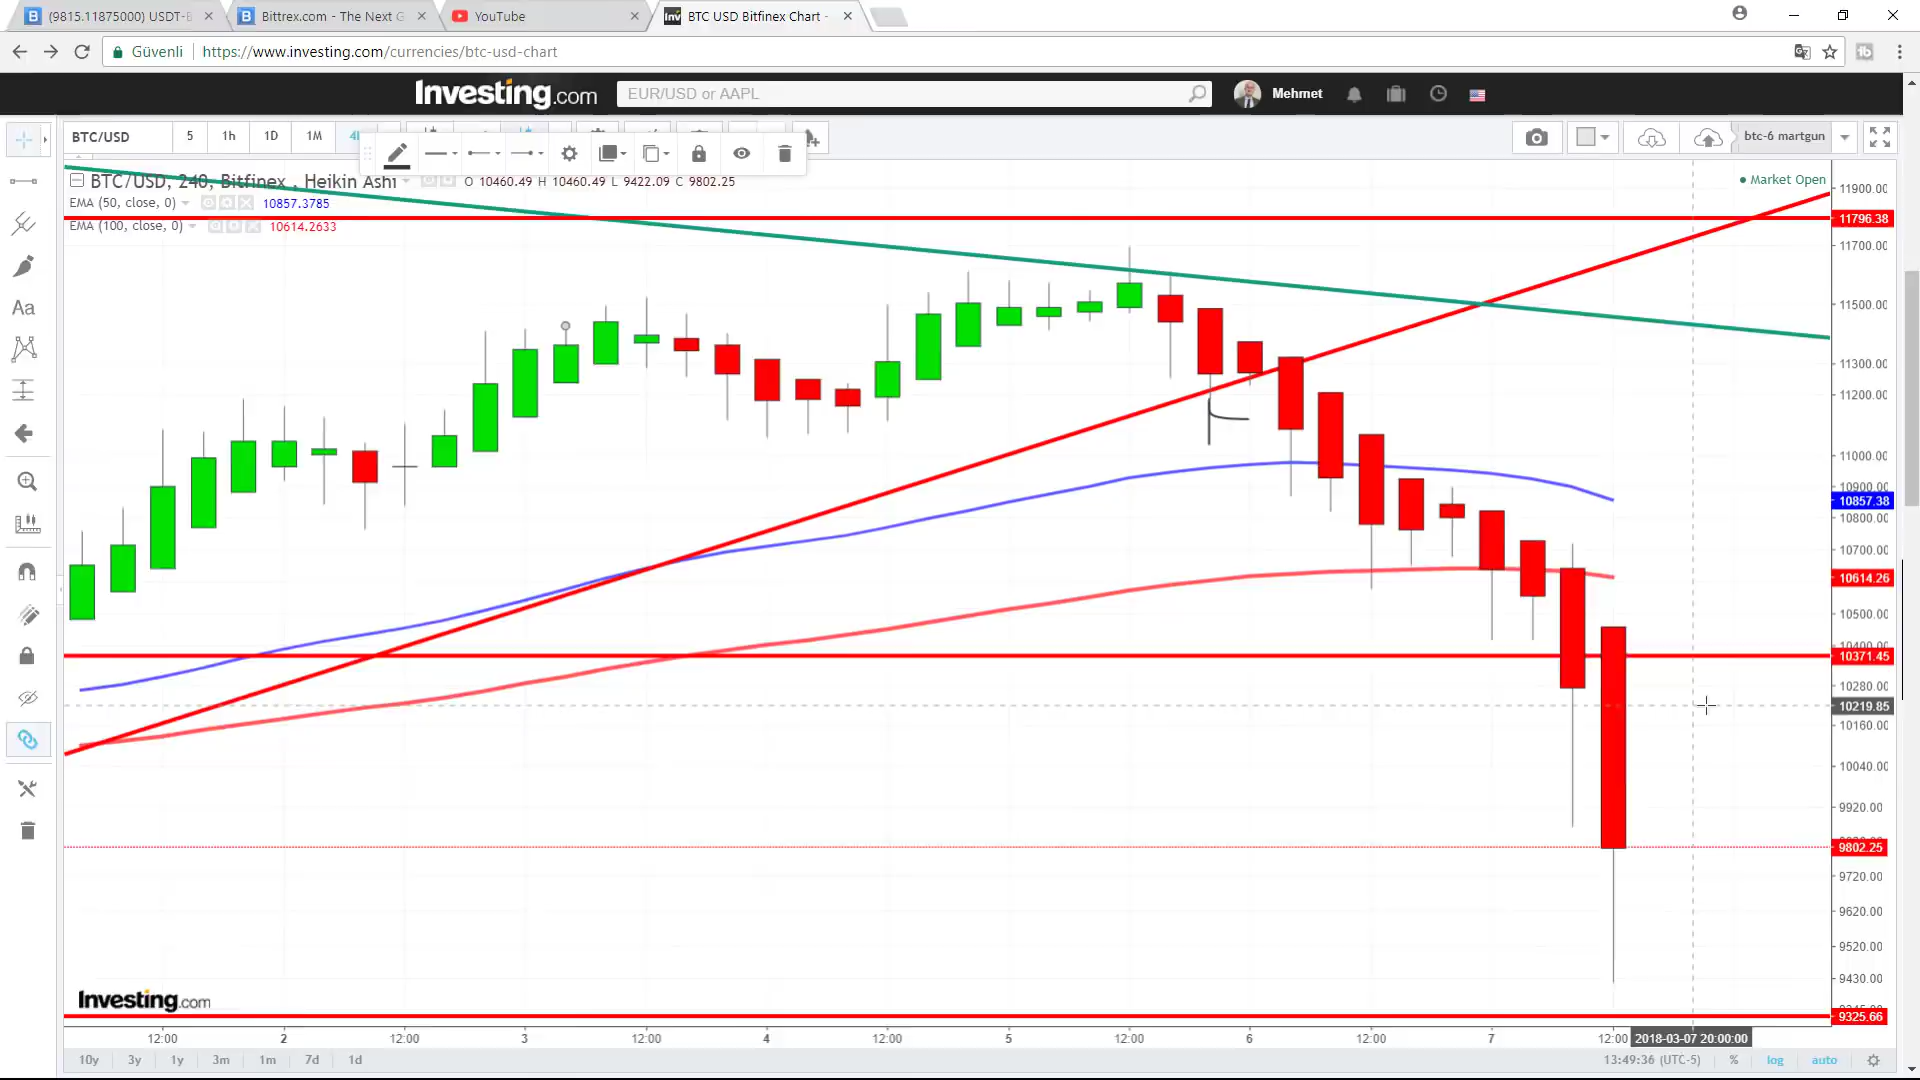 (9815.11875000) USDT-B
Bittrex.com - The Next G
YouTube
BTC USD Bitfinex Chart -
Güvenli
https://www.investing.com/currencies/btc-usd-chart
Investing.com
EUR/USD or AAPL
Mehmet
BTC/USD
5
1h
1D
1M
btc-6 martgun
BTC/USD, 240, Bitfinex , Heikin Ashi
O 10460.49 H 10460.49 L 9422.09 C 9802.25
Market Open
EMA (50, close, 0)
10857.3785
EMA (100, close, 0)
10614.2633
Aa
11900.00
11796.38
11700.00
11500.00
11300.00
11200.00
11000.00
10900.00
10857.38
10800.00
10700.00
10614.26
10500.00
10400.00
10371.45
10280.00
10219.85
10160.00
10040.00
9920.00
9802.25
9720.00
9620.00
9520.00
9430.00
9325.66
Investing.com
12:00
2
12:00
3
12:00
4
12:00
5
12:00
6
12:00
7
12:00
2018-03-07 20:00:00
10y
3y
1y
3m
1m
7d
1d
13:49:36 (UTC-5)
%
log
auto